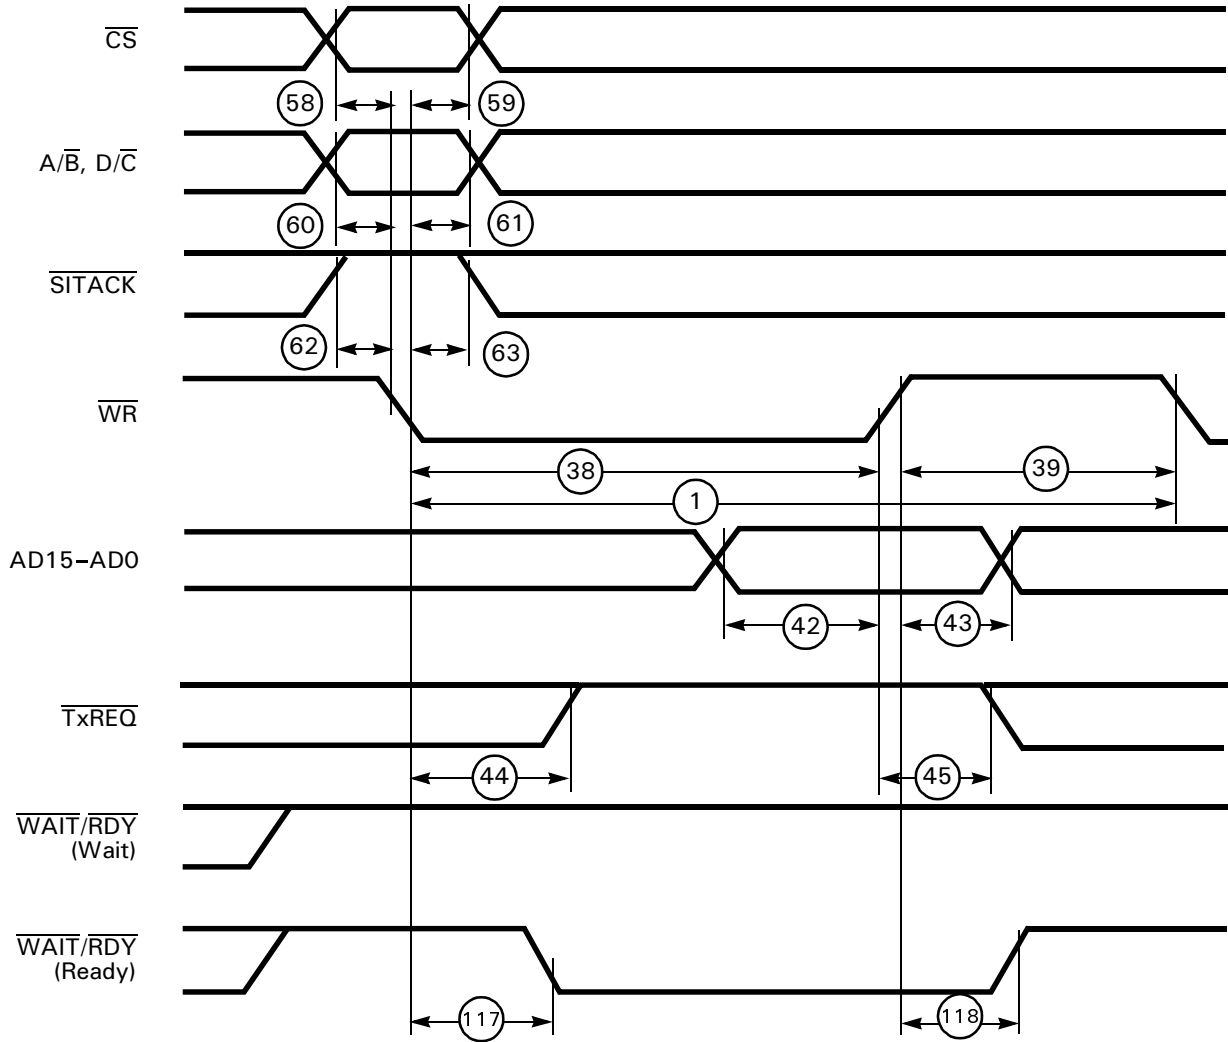 CS
58
59
A/B, D/C
60
61
SITACK
62
63
WR
38
39
1
AD15–AD0
42
43
TxREQ
44
45
WAIT/RDY
(Wait)
WAIT/RDY
(Ready)
117
118